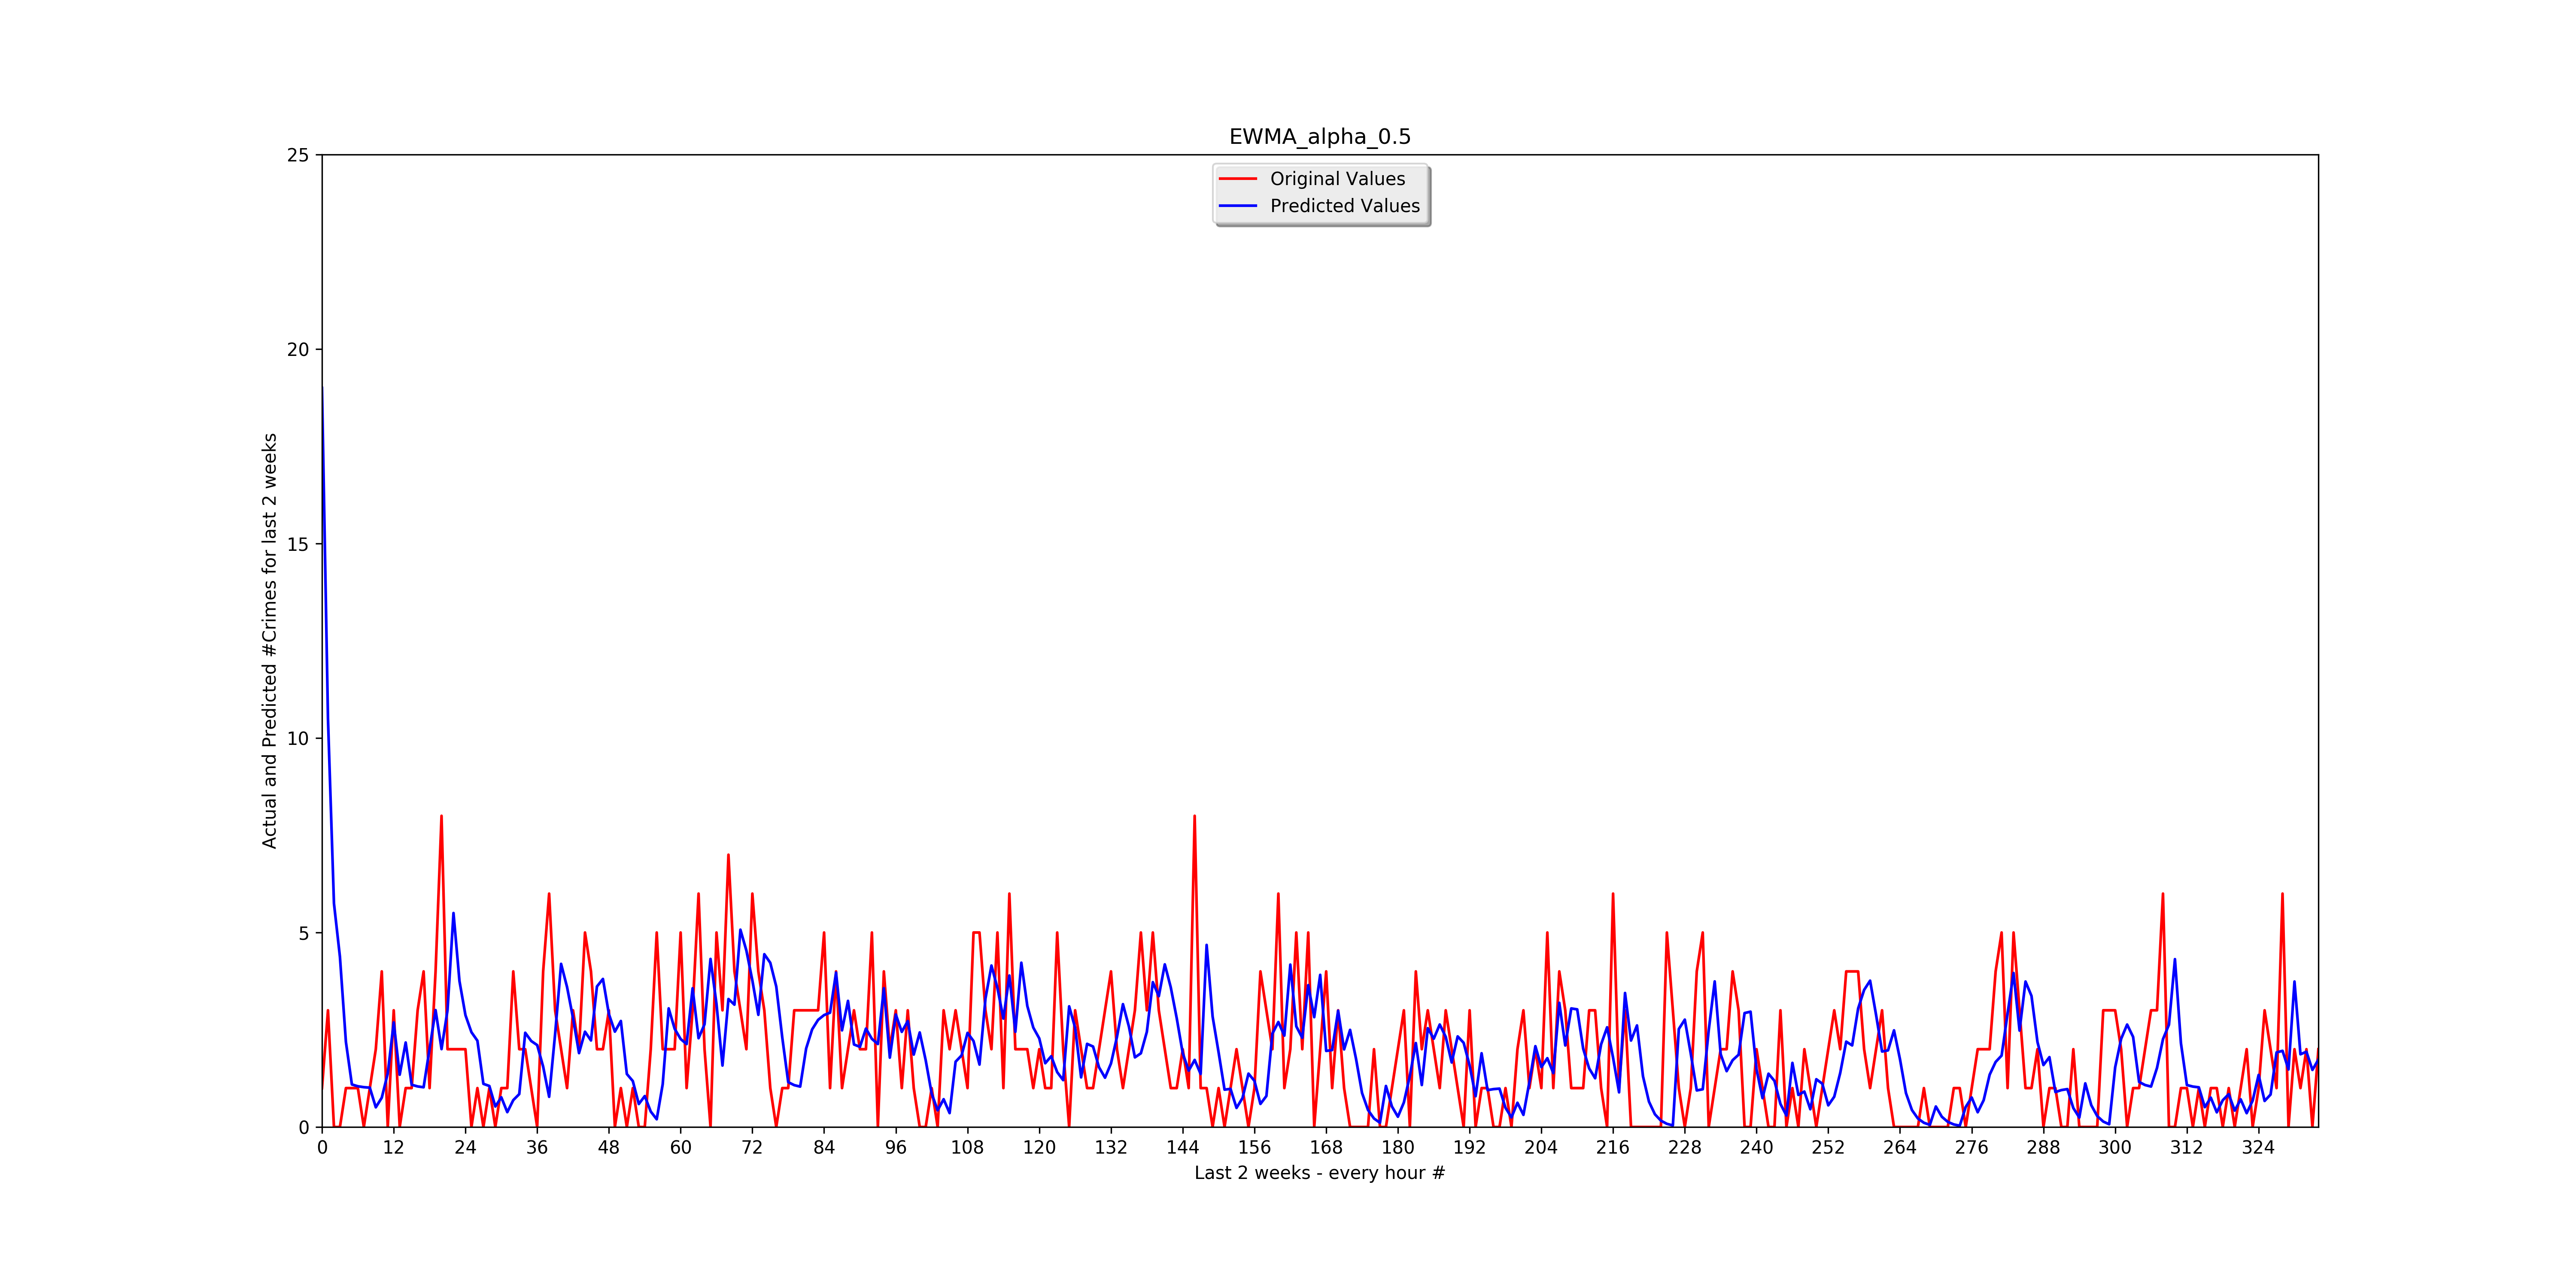 EWMA_alpha_0.5
Original Values
Predicted Values
Actual and Predicted #Crimes for last 2 weeks
25
20
15
10
5
0
0 12 24 36 48 60 72 84 96 108 120 132 144 156 168 180 192 204 216 228 240 252 264 276 288 300 312 324
Last 2 weeks - every hour #